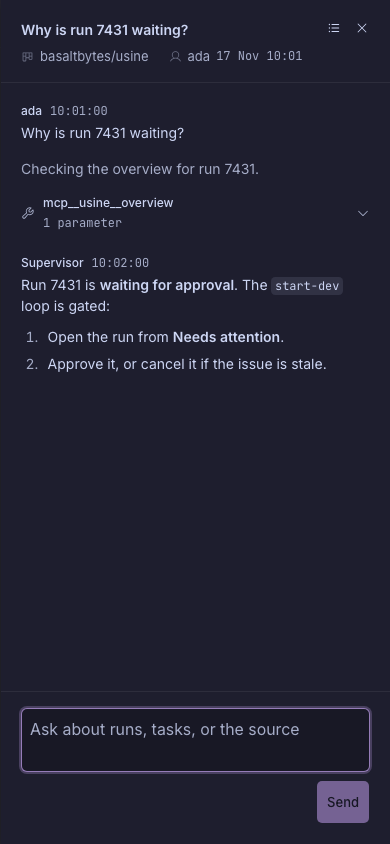 Why is run 7431 waiting?
basaltbytes/usine ada 17 Nov 10:01
ada 10:01:00
Why is run 7431 waiting?
Checking the overview for run 7431.
mcp__usine__overview
1 parameter
Supervisor 10:02:00
Run 7431 is waiting for approval. The start-dev
loop is gated:
1. Open the run from Needs attention.
2. Approve it, or cancel it if the issue is stale.
Ask about runs, tasks, or the source
Send